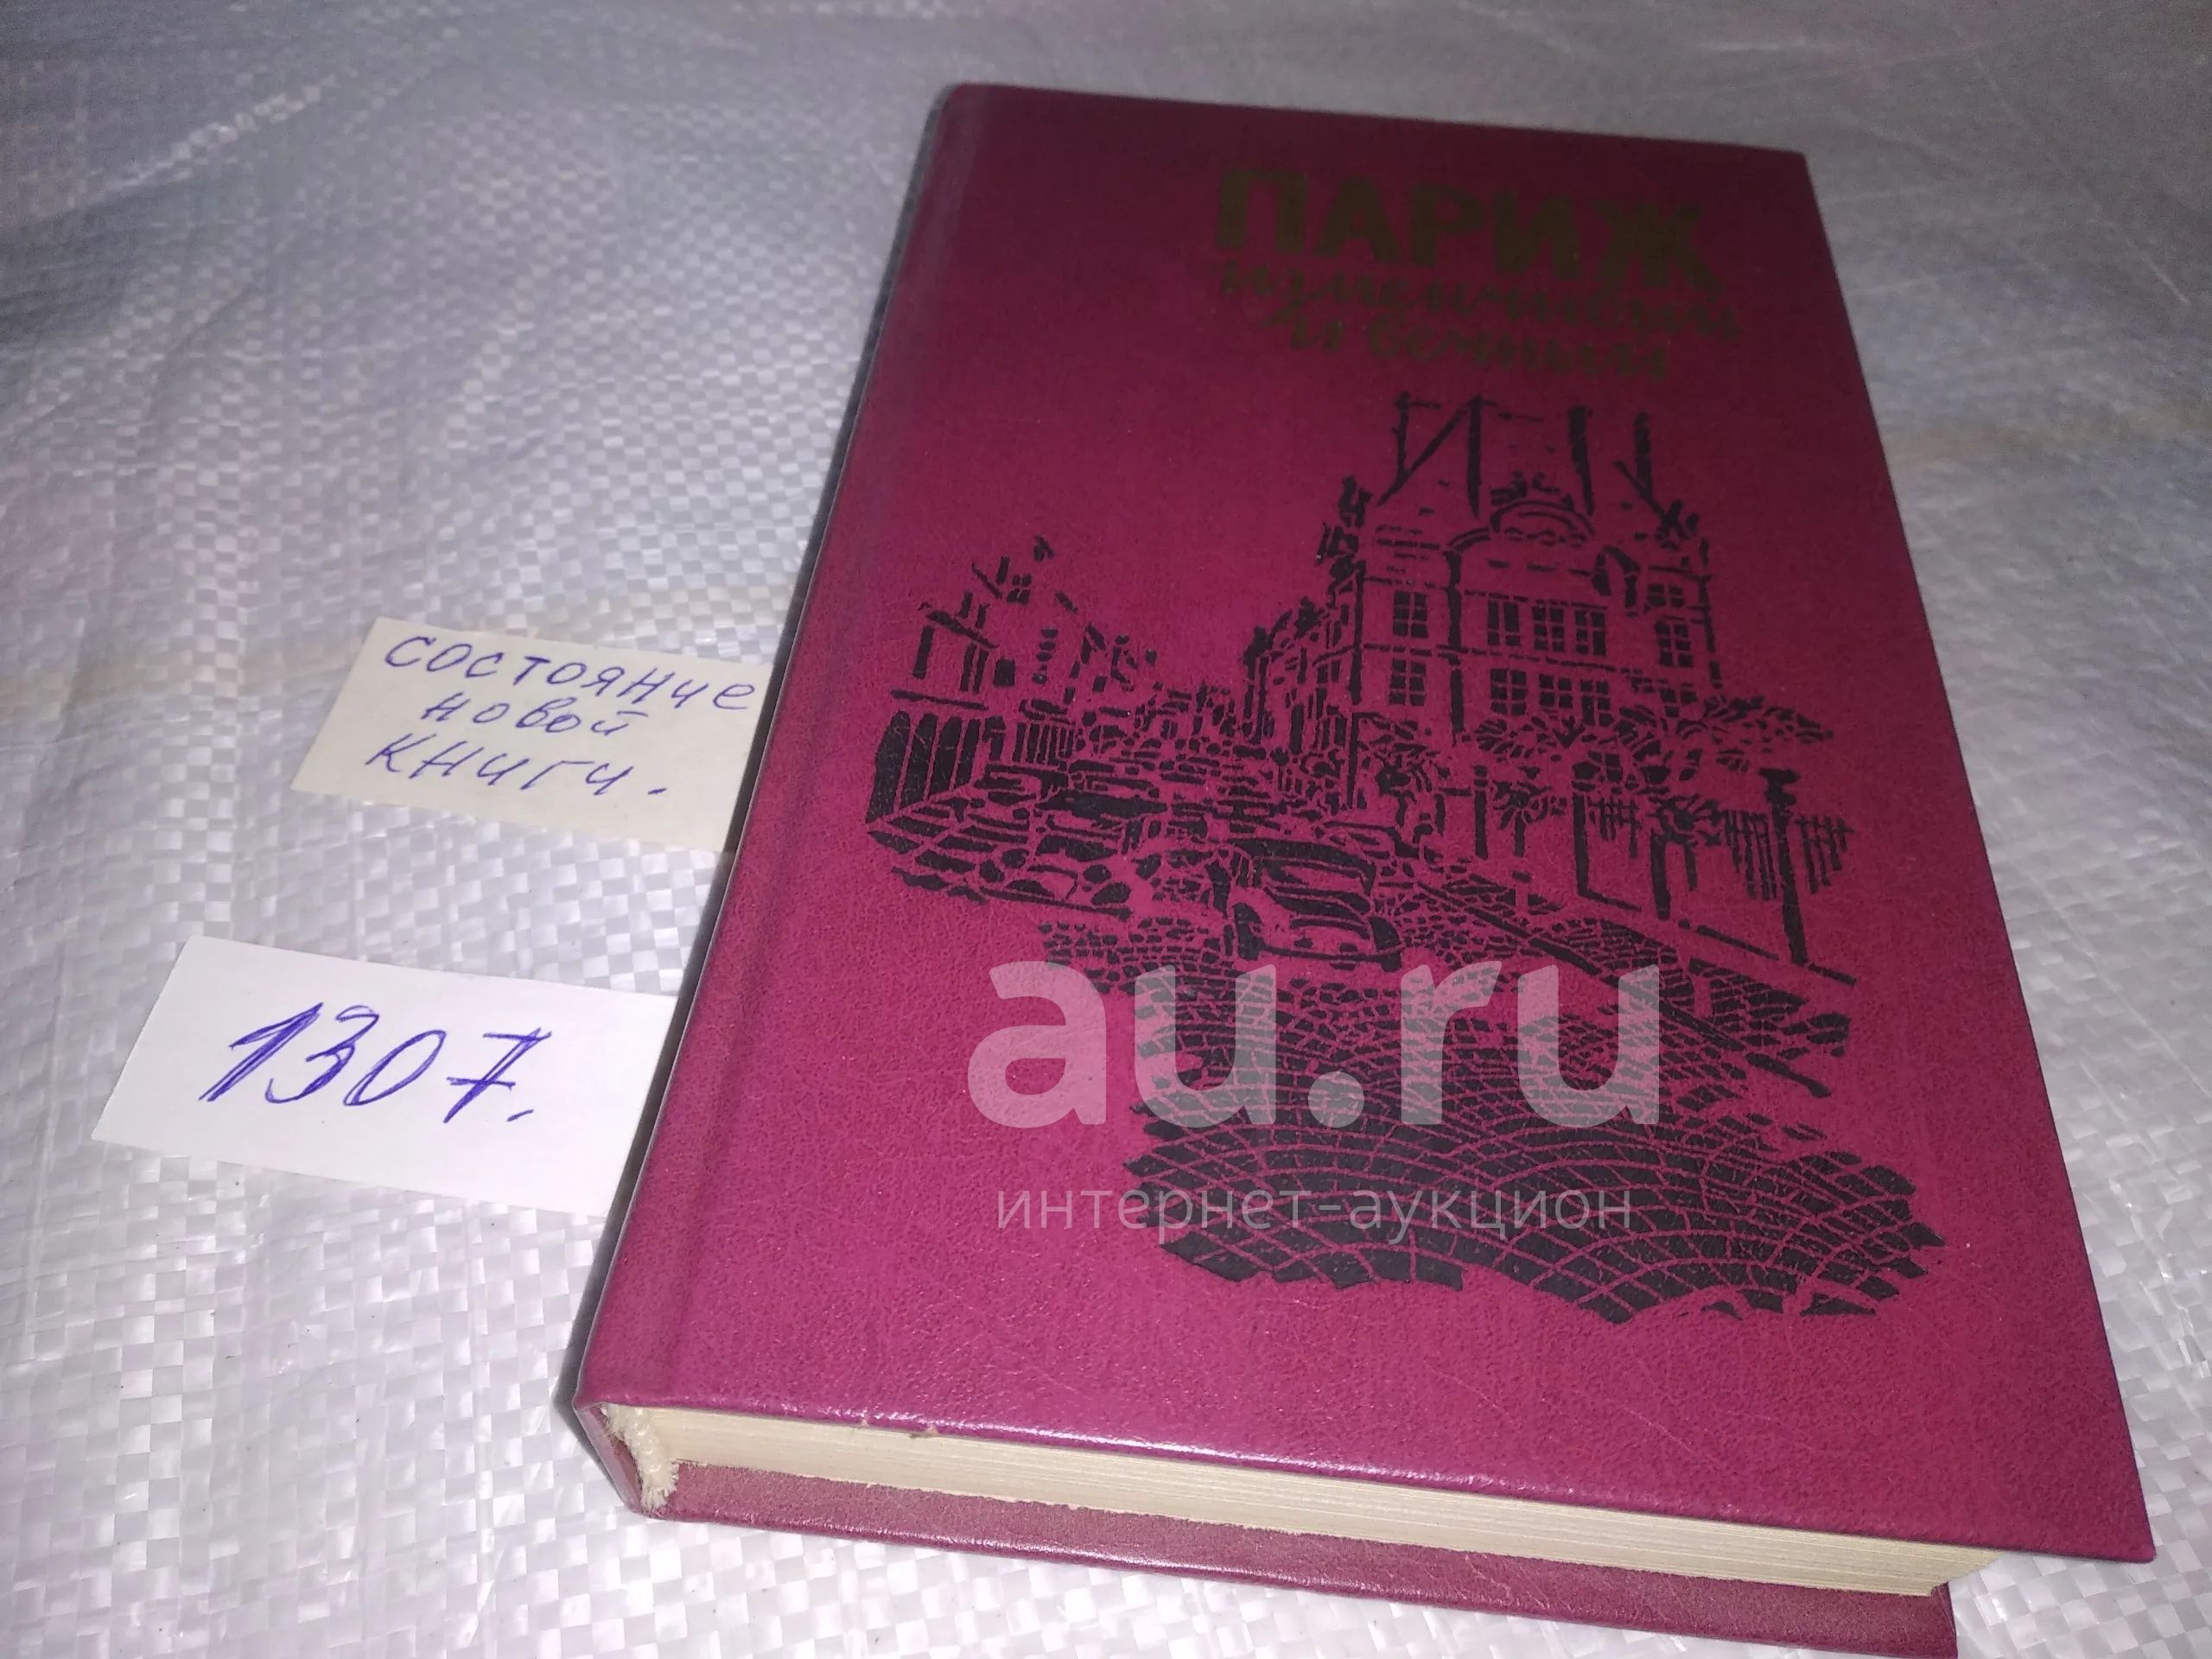 ПАРИЖ
изменчивый
и вечный
состояние
новой
книги.
1307.
au.ru
интернет-аукцион